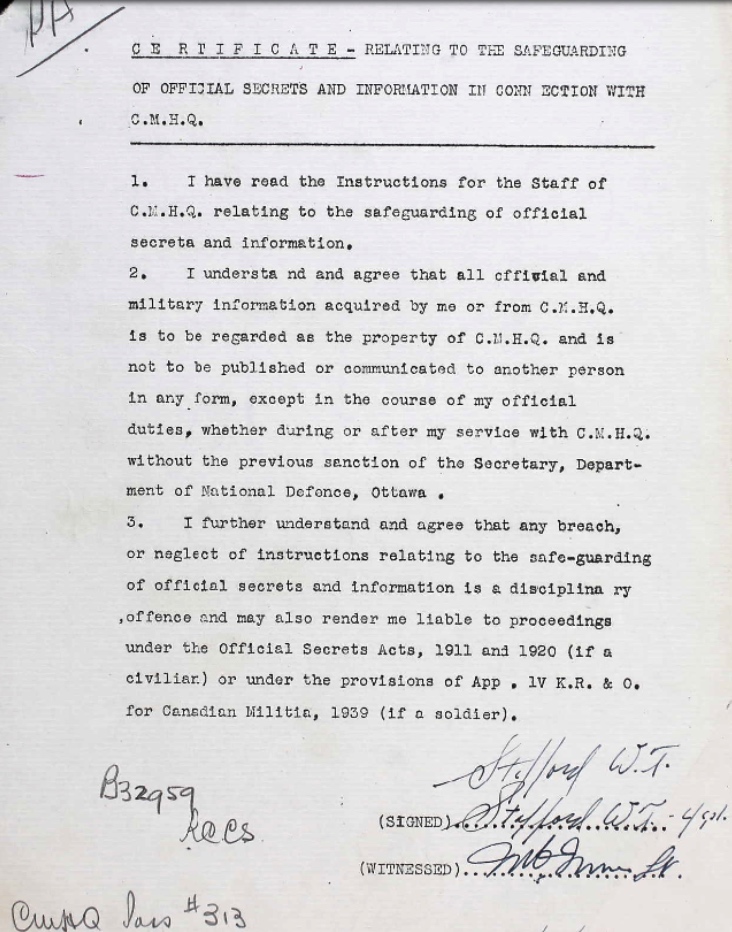 PA
C E R T I F I C A T E - RELATING TO THE SAFEGUARDING
OF OFFICIAL SECRETS AND INFORMATION IN CONN ECTION WITH
C.M.H.Q.
1. I have read the Instructions for the Staff of
C.M.H.Q. relating to the safeguarding of official
secreta and information.
2. I understa nd and agree that all official and
military information acquired by me or from C.M.H.Q.
is to be regarded as the property of C.M.H.Q. and is
not to be published or communicated to another person
in any form, except in the course of my official
duties, whether during or after my service with C.M.H.Q.
without the previous sanction of the Secretary, Depart-
ment of National Defence, Ottawa .
3. I further understand and agree that any breach,
or neglect of instructions relating to the safe-guarding
of official secrets and information is a disciplina ry
,offence and may also render me liable to proceedings
under the Official Secrets Acts, 1911 and 1920 (if a
civilian) or under the provisions of App . lV K.R. & O.
for Canadian Militia, 1939 (if a soldier).
Stafford W.T.
B32959
RCCS
(SIGNED) Stafford W.T.
(WITNESSED)
CMHQ Pass #313